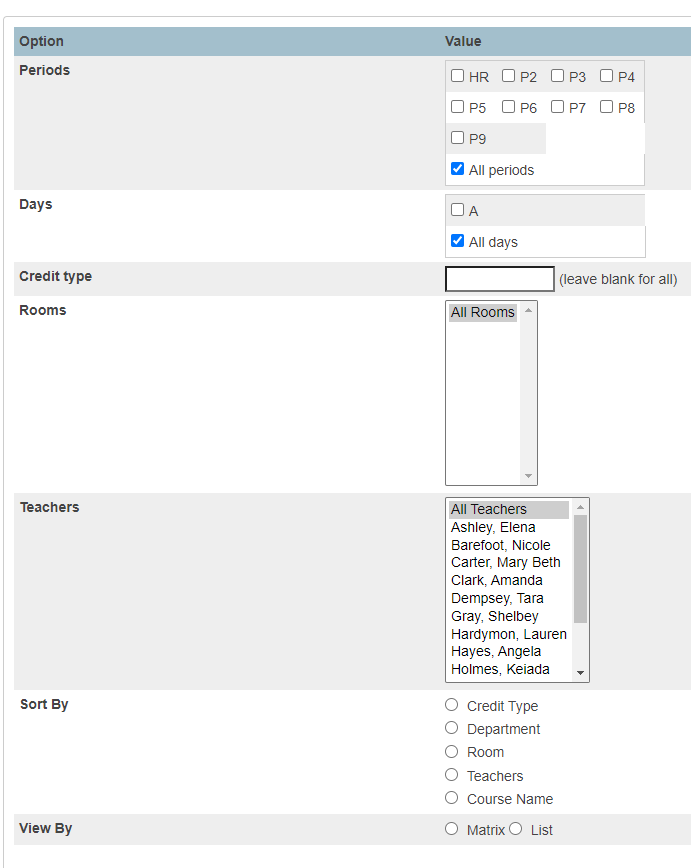 Option Value
Periods
HR P2 P3 P4
P5 P6 P7 P8
P9
All periods
Days
A
All days
Credit type (leave blank for all)
Rooms
All Rooms
Teachers
All Teachers
Ashley, Elena
Barefoot, Nicole
Carter, Mary Beth
Clark, Amanda
Dempsey, Tara
Gray, Shelbey
Hardymon, Lauren
Hayes, Angela
Holmes, Keiada
Sort By
Credit Type
Department
Room
Teachers
Course Name
View By
Matrix List